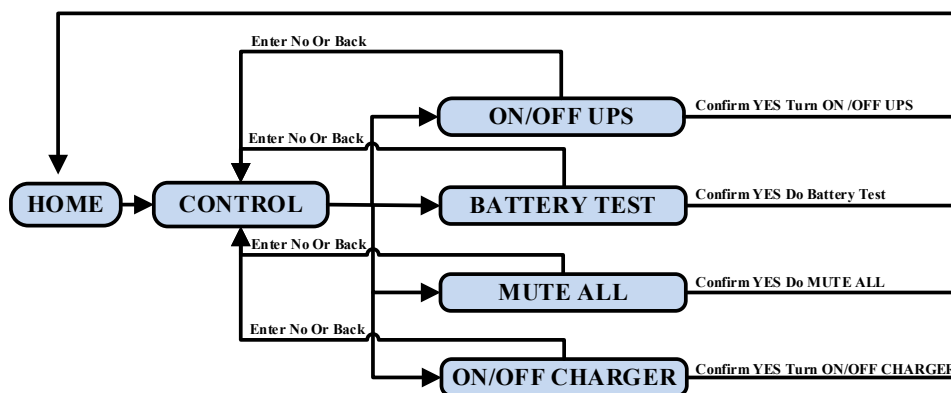 Enter No Or Back
ON/OFF UPS
Confirm YES Turn ON /OFF UPS
Enter No Or Back
HOME
CONTROL
BATTERY TEST
Confirm YES Do Battery Test
Enter No Or Back
MUTE ALL
Confirm YES Do MUTE ALL
Enter No Or Back
ON/OFF CHARGER
Confirm YES Turn ON/OFF CHARGER